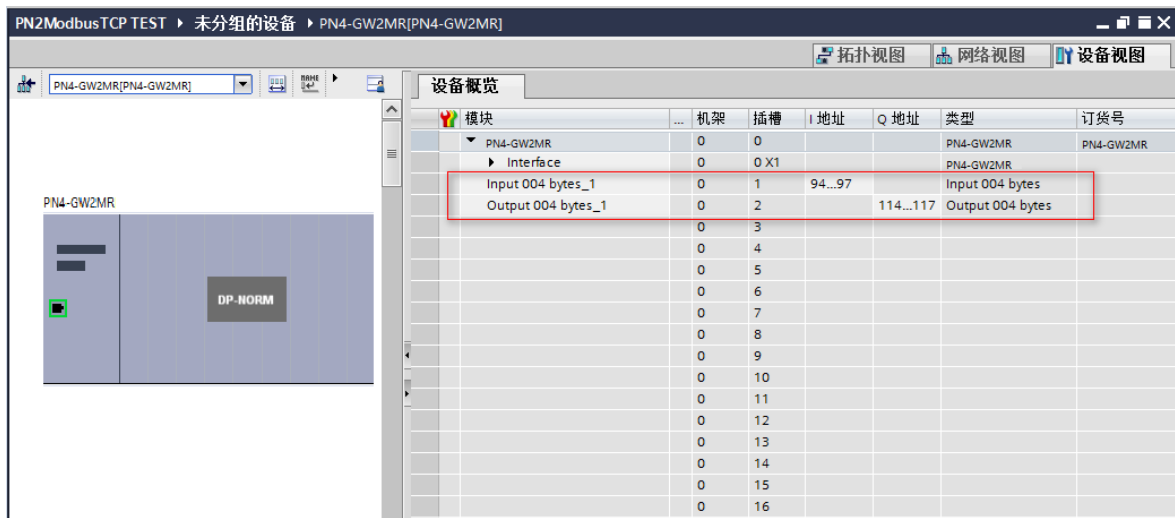 PN2ModbusTCP TEST ▸ 未分组的设备 ▸ PN4-GW2MR[PN4-GW2MR]
拓扑视图 网络视图 设备视图
PN4-GW2MR[PN4-GW2MR]
设备概览
模块 ... 机架 插槽 I 地址 Q 地址 类型 订货号
PN4-GW2MR 0 0 PN4-GW2MR PN4-GW2MR
Interface 0 0 X1 PN4-GW2MR
Input 004 bytes_1 0 1 94...97 Input 004 bytes
Output 004 bytes_1 0 2 114...117 Output 004 bytes
0 3
0 4
0 5
0 6
0 7
0 8
0 9
0 10
0 11
0 12
0 13
0 14
0 15
0 16
PN4-GW2MR
DP-NORM